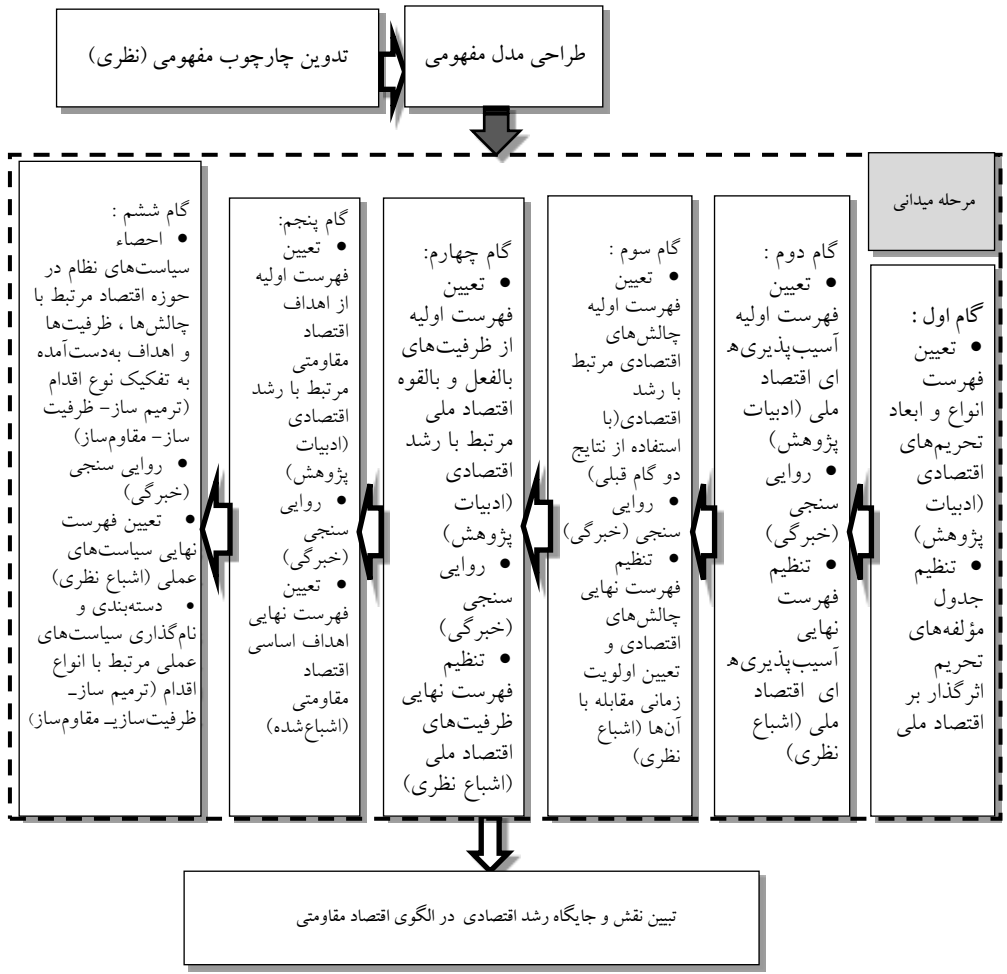 تدوین چارچوب مفهومی (نظری)
طراحی مدل مفهومی
مرحله میدانی
گام اول :
• تعیین
فهرست
انواع و ابعاد
تحریم‌های
اقتصادی
(ادبیات
پژوهش)
• تنظیم
جدول
مؤلفه‌های
تحریم
اثرگذار بر
اقتصاد ملی
گام دوم :
• تعیین
فهرست اولیه
آسیب‌پذیری‌ه
ای اقتصاد
ملی (ادبیات
پژوهش)
• روایی
سنجی
(خبرگی)
• تنظیم
فهرست
نهایی
آسیب‌پذیری‌ه
ای اقتصاد
ملی (اشباع
نظری)
گام سوم :
• تعیین
فهرست اولیه
چالش‌های
اقتصادی مرتبط
با رشد
اقتصادی(با
استفاده از نتایج
دو گام قبلی)
• روایی
سنجی (خبرگی)
• تنظیم
فهرست نهایی
چالش‌های
اقتصادی و
تعیین اولویت
زمانی مقابله با
آن‌ها (اشباع
نظری)
گام چهارم:
• تعیین
فهرست اولیه
از ظرفیت‌های
بالفعل و بالقوه
اقتصاد ملی
مرتبط با رشد
اقتصادی
(ادبیات
پژوهش)
• روایی
سنجی
(خبرگی)
• تنظیم
فهرست نهایی
ظرفیت‌های
اقتصاد ملی
(اشباع نظری)
گام پنجم:
• تعیین
فهرست اولیه
از اهداف
اقتصاد
مقاومتی
مرتبط با رشد
اقتصادی
(ادبیات
پژوهش)
• روایی
سنجی
(خبرگی)
• تعیین
فهرست نهایی
اهداف اساسی
اقتصاد
مقاومتی
(اشباع‌شده)
گام ششم :
• احصاء
سیاست‌های نظام در
حوزه اقتصاد مرتبط با
چالش‌ها ، ظرفیت‌ها
و اهداف به‌دست‌آمده
به تفکیک نوع اقدام
(ترمیم ساز– ظرفیت
ساز– مقاوم‌ساز)
• روایی سنجی
(خبرگی)
• تعیین فهرست
نهایی سیاست‌های
عملی (اشباع نظری)
• دسته‌بندی و
نام‌گذاری سیاست‌های
عملی مرتبط با انواع
اقدام (ترمیم سازـ
ظرفیت‌سازیـ مقاوم‌ساز)
تبیین نقش و جایگاه رشد اقتصادی در الگوی اقتصاد مقاومتی